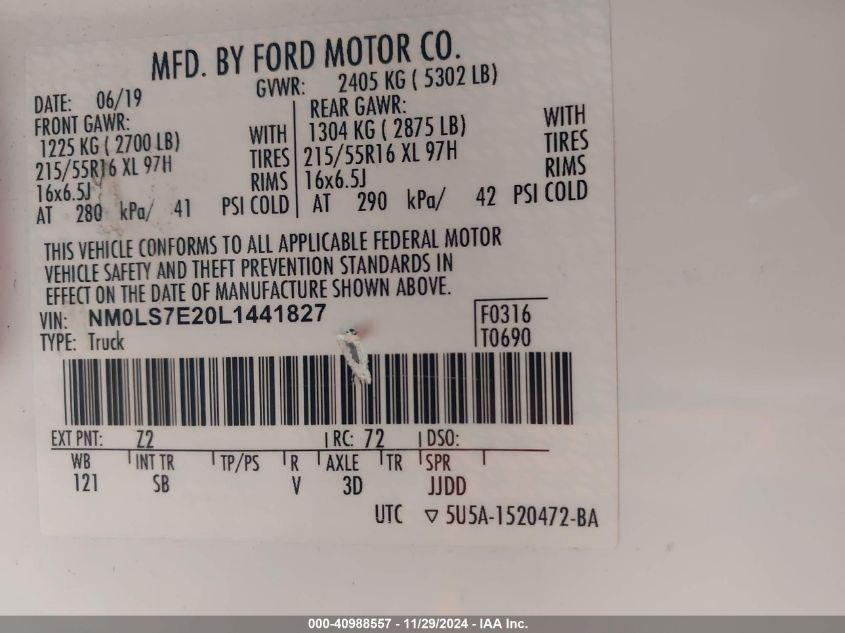 MFD. BY FORD MOTOR CO.
DATE: 06/19 GVWR: 2405 KG ( 5302 LB)
FRONT GAWR: REAR GAWR:
1225 KG ( 2700 LB) WITH 1304 KG ( 2875 LB) WITH
215/55R16 XL 97H TIRES 215/55R16 XL 97H TIRES
16x6.5J RIMS 16x6.5J RIMS
AT 280 kPa/ 41 PSI COLD AT 290 kPa/ 42 PSI COLD
THIS VEHICLE CONFORMS TO ALL APPLICABLE FEDERAL MOTOR
VEHICLE SAFETY AND THEFT PREVENTION STANDARDS IN
EFFECT ON THE DATE OF MANUFACTURE SHOWN ABOVE.
VIN: NM0LS7E20L1441827 F0316
TYPE: Truck T0690
EXT PNT: Z2 RC: 72 DSO:
WB INT TR TP/PS R AXLE TR SPR
121 SB V 3D JJDD
UTC ▽ 5U5A-1520472-BA
000-40988557 - 11/29/2024 - IAA Inc.